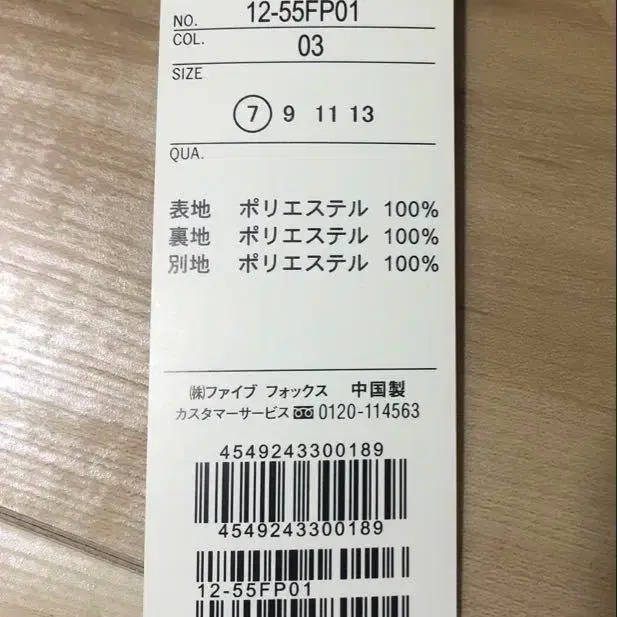 NO. 12-55FP01
COL. 03
SIZE
7 9 11 13
QUA.
表地 ポリエステル 100%
裏地 ポリエステル 100%
別地 ポリエステル 100%
㈱ファイブ フォックス 中国製
カスタマーサービス 0120-114563
4549243300189
4549243300189
12-55FP01